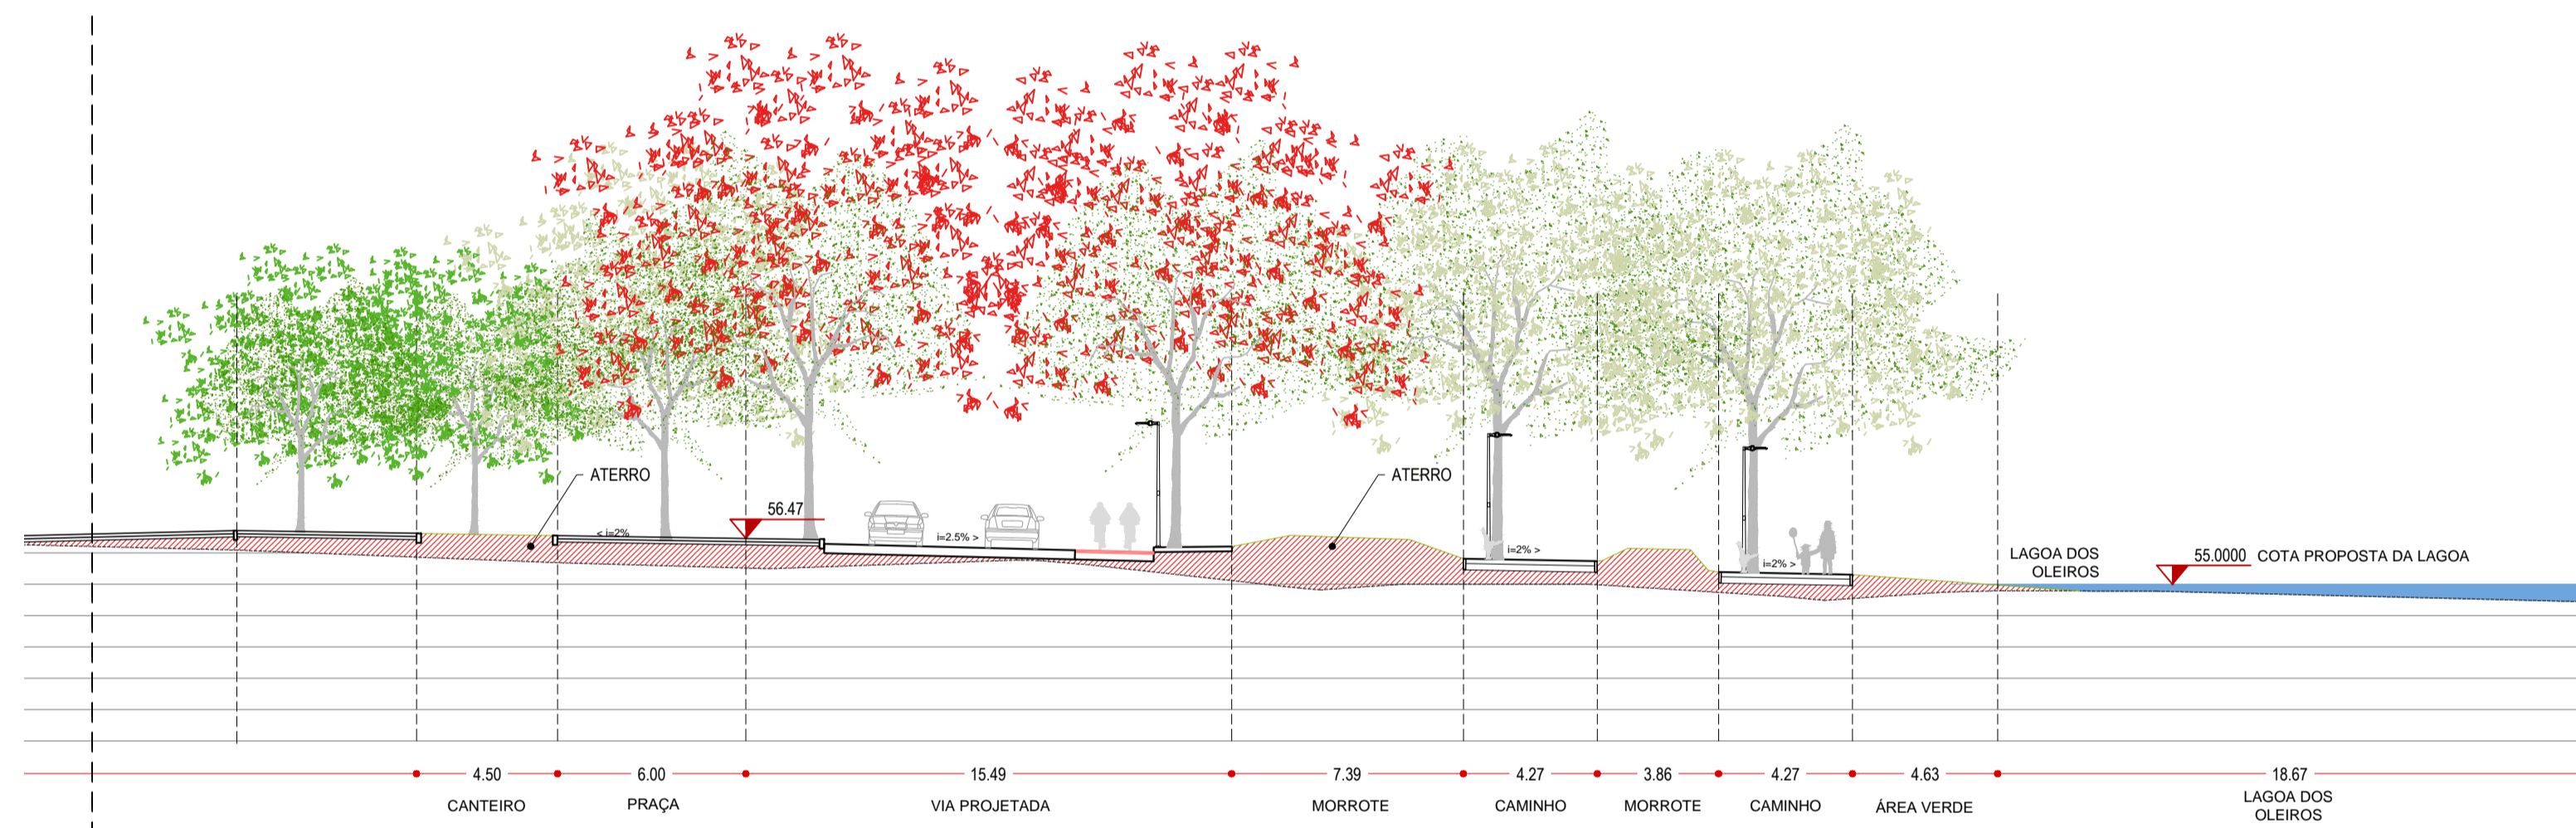 ATERRO
ATERRO
56.47
< i=2%
i=2.5% >
i=2% >
i=2% >
LAGOA DOS
OLEIROS
55.0000 COTA PROPOSTA DA LAGOA
4.50
6.00
15.49
7.39
4.27
3.86
4.27
4.63
18.67
CANTEIRO
PRAÇA
VIA PROJETADA
MORROTE
CAMINHO
MORROTE
CAMINHO
ÁREA VERDE
LAGOA DOS
OLEIROS